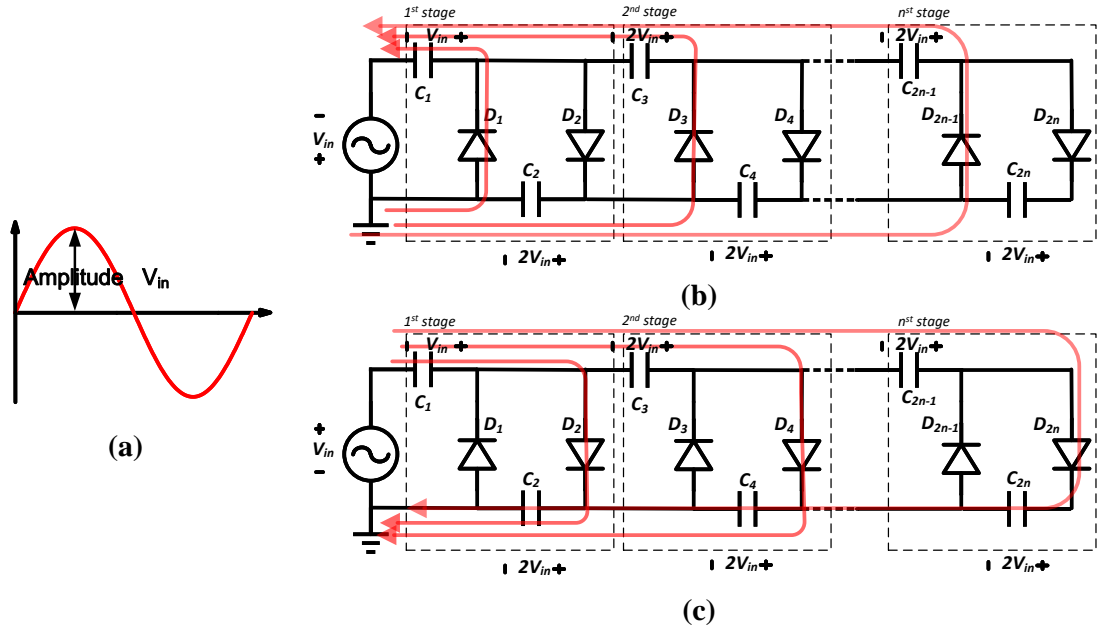 Amplitude V_in
(a)
1st stage 2nd stage nst stage
V_in 2V_in 2V_in
C_1 C_3 C_2n-1
D_1 D_2 D_3 D_4 D_2n-1 D_2n
- V_in +
C_2 C_4 C_2n
- 2V_in + - 2V_in + - 2V_in +
(b)
1st stage 2nd stage nst stage
V_in 2V_in 2V_in
C_1 C_3 C_2n-1
D_1 D_2 D_3 D_4 D_2n-1 D_2n
+ V_in -
C_2 C_4 C_2n
- 2V_in + - 2V_in + - 2V_in +
(c)